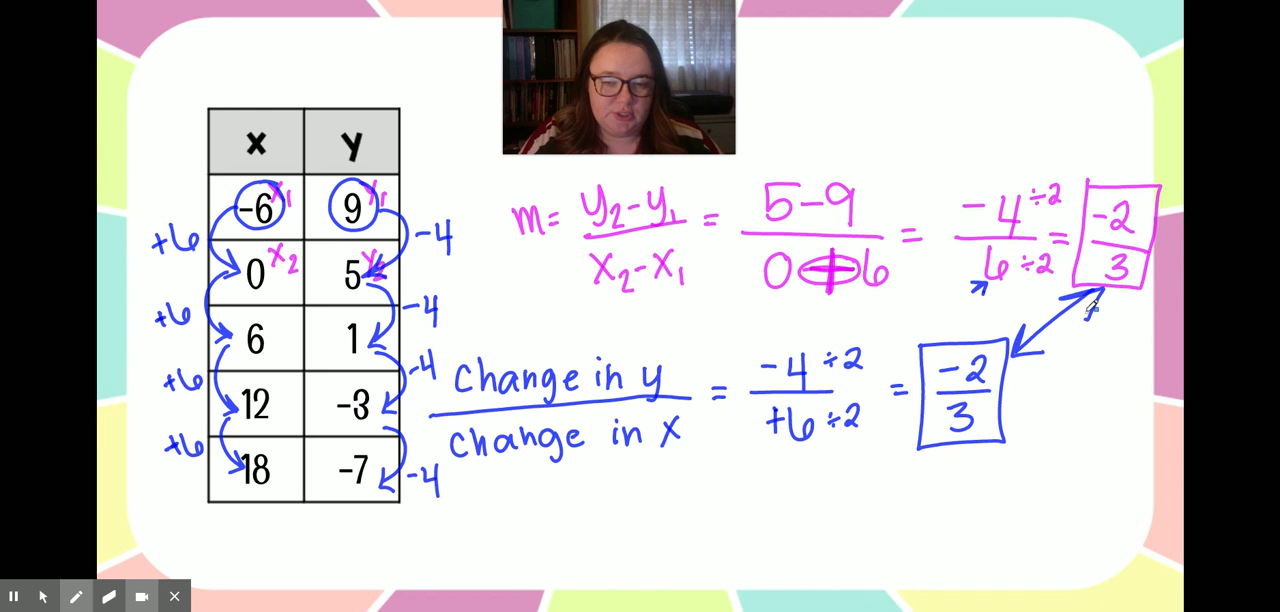 x y
-6 x₁ 9 y₁
+6 -4
0 x₂ 5 y₂
+6 -4
6 1
+6 -4
12 -3
+6 -4
18 -7
m = y₂-y₁ / x₂-x₁ = 5-9 / 0+6 = -4÷2 / 6÷2 = -2/3
change in y / change in x = -4÷2 / +6÷2 = -2/3